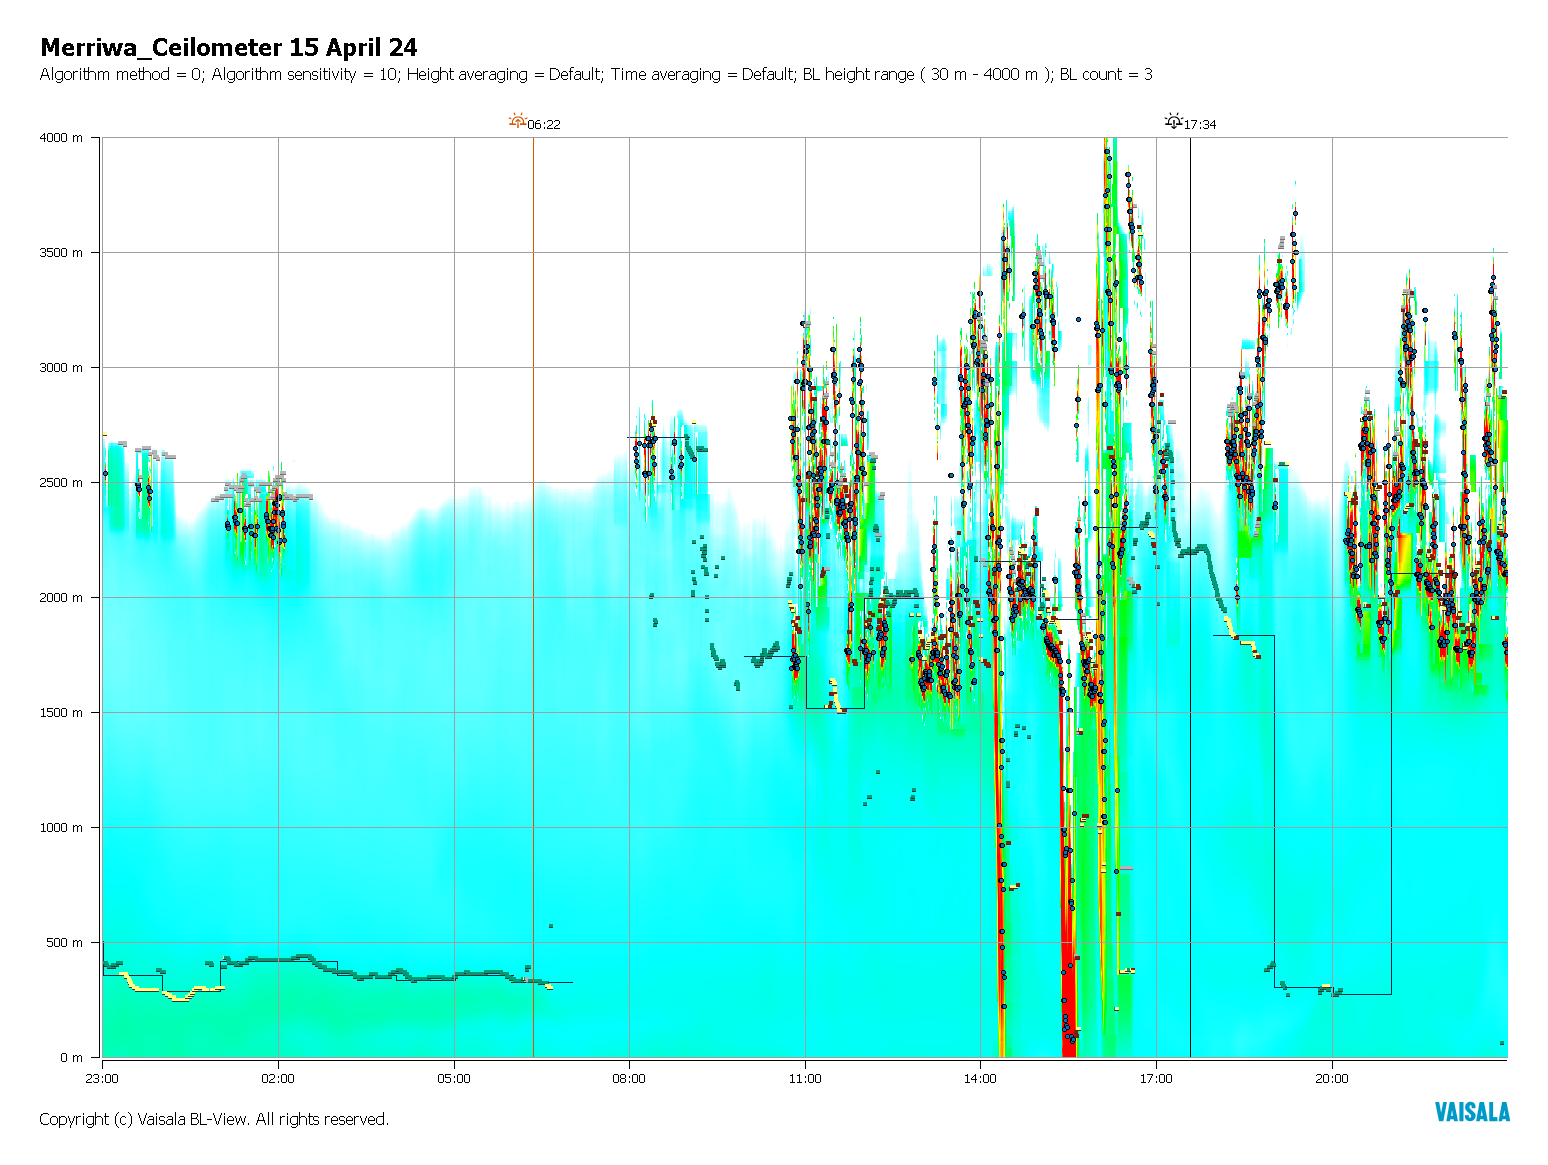 Merriwa_Ceilometer 15 April 24
Algorithm method = 0; Algorithm sensitivity = 10; Height averaging = Default; Time averaging = Default; BL height range ( 30 m - 4000 m ); BL count = 3
06:22
17:34
4000 m
3500 m
3000 m
2500 m
2000 m
1500 m
1000 m
500 m
0 m
23:00 02:00 05:00 08:00 11:00 14:00 17:00 20:00
Copyright (c) Vaisala BL-View. All rights reserved.
VAISALA